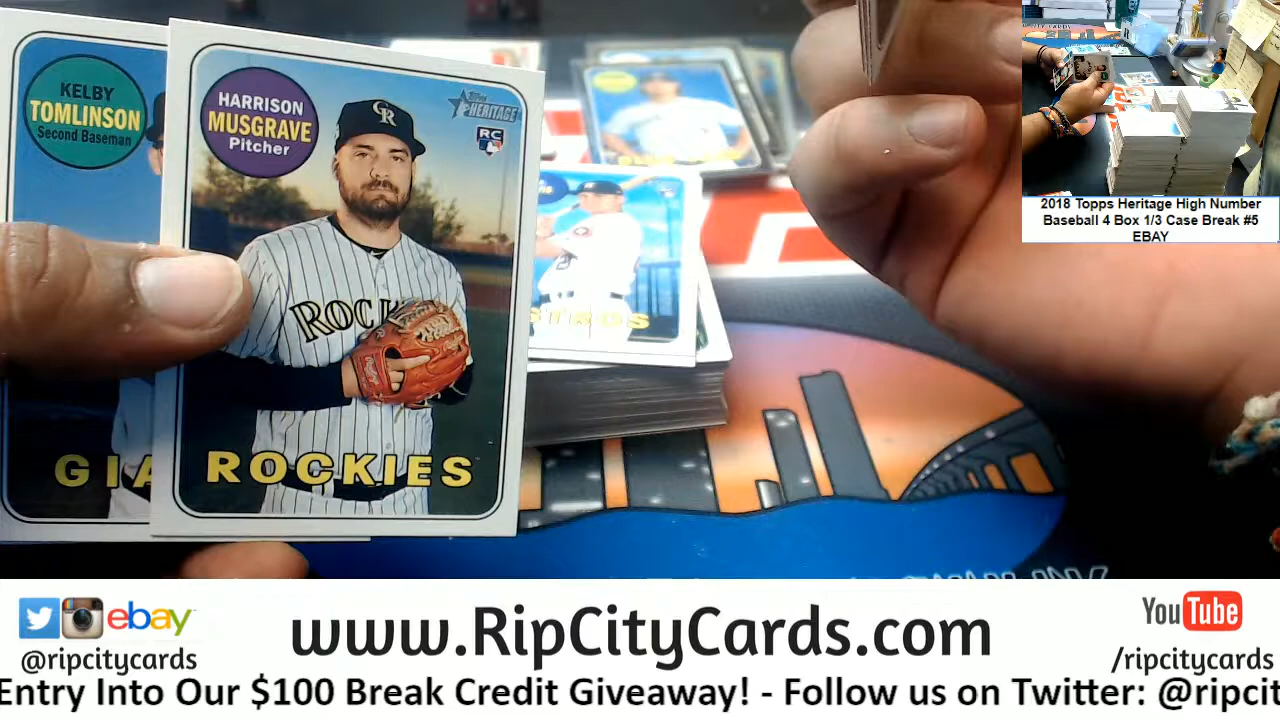 KELBY
TOMLINSON
Second Baseman
GIA
HARRISON
MUSGRAVE
Pitcher
Topps
HERITAGE
RC
CR
ROCK
ROCKIES
STROS
2018 Topps Heritage High Number
Baseball 4 Box 1/3 Case Break #5
EBAY
ebay
@ripcitycards
www.RipCityCards.com
YouTube
/ripcitycards
Entry Into Our $100 Break Credit Giveaway! - Follow us on Twitter: @ripcit